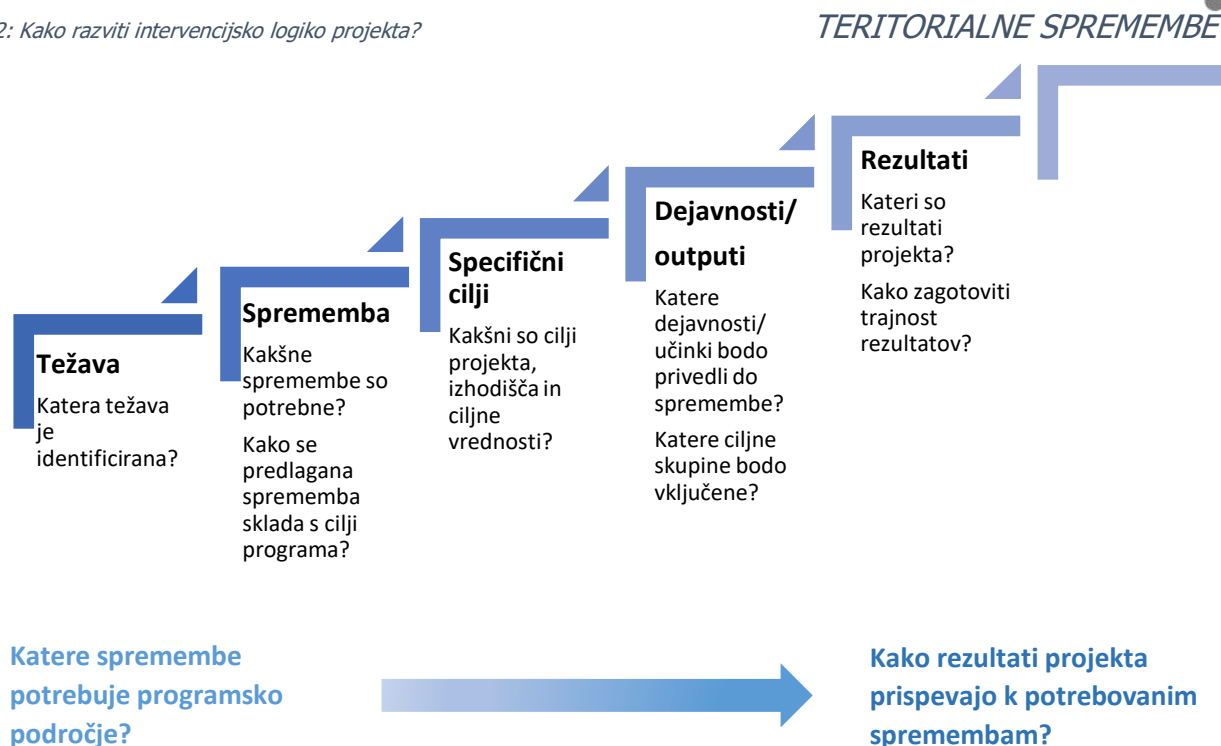 2: Kako razviti intervencijsko logiko projekta?
TERITORIALNE SPREMEMBE
Težava
Katera težava
je
identificirana?
Sprememba
Kakšne
spremembe so
potrebne?
Kako se
predlagana
sprememba
sklada s cilji
programa?
Specifični
cilji
Kakšni so cilji
projekta,
izhodišča in
ciljne
vrednosti?
Dejavnosti/
outputi
Katere
dejavnosti/
učinki bodo
privedli do
spremembe?
Katere ciljne
skupine bodo
vključene?
Rezultati
Kateri so
rezultati
projekta?
Kako zagotoviti
trajnost
rezultatov?
Katere spremembe
potrebuje programsko
področje?
Kako rezultati projekta
prispevajo k potrebovanim
spremembam?